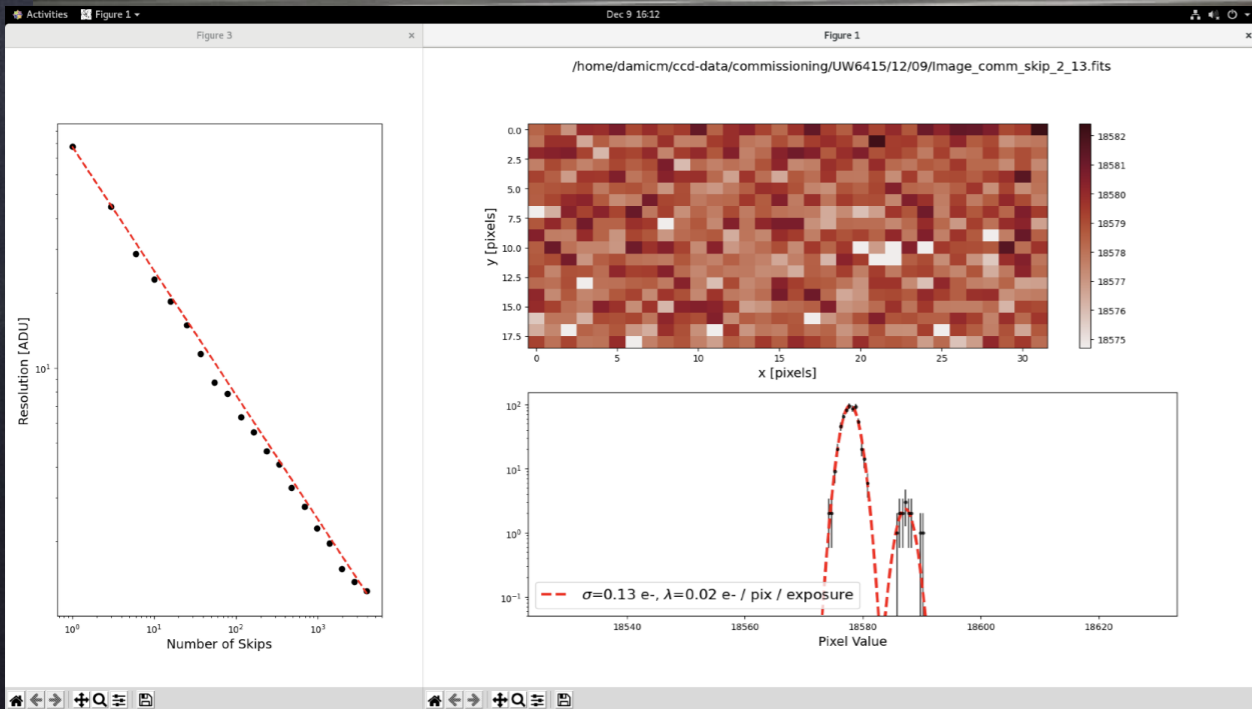 Activities Figure 1 Dec 9 16:12
Figure 3 ×
Figure 1 ×
Resolution [ADU]
10¹
10⁰ 10¹ 10² 10³
Number of Skips
/home/damicm/ccd-data/commissioning/UW6415/12/09/Image_comm_skip_2_13.fits
y [pixels]
0.0
2.5
5.0
7.5
10.0
12.5
15.0
17.5
0 5 10 15 20 25 30
x [pixels]
18582
18581
18580
18579
18578
18577
18576
18575
10²
10¹
10⁰
10⁻¹
σ=0.13 e-, λ=0.02 e- / pix / exposure
18540 18560 18580 18600 18620
Pixel Value